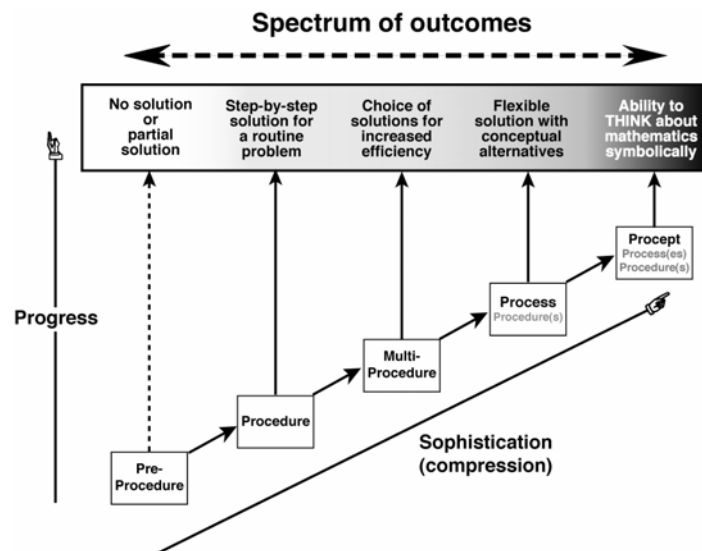 Spectrum of outcomes
No solution
or
partial
solution
Step-by-step
solution for
a routine
problem
Choice of
solutions for
increased
efficiency
Flexible
solution with
conceptual
alternatives
Ability to
THINK about
mathematics
symbolically
Procept
Process(es)
Procedure(s)
Process
Procedure(s)
Progress
Multi-
Procedure
Procedure
Sophistication
(compression)
Pre-
Procedure